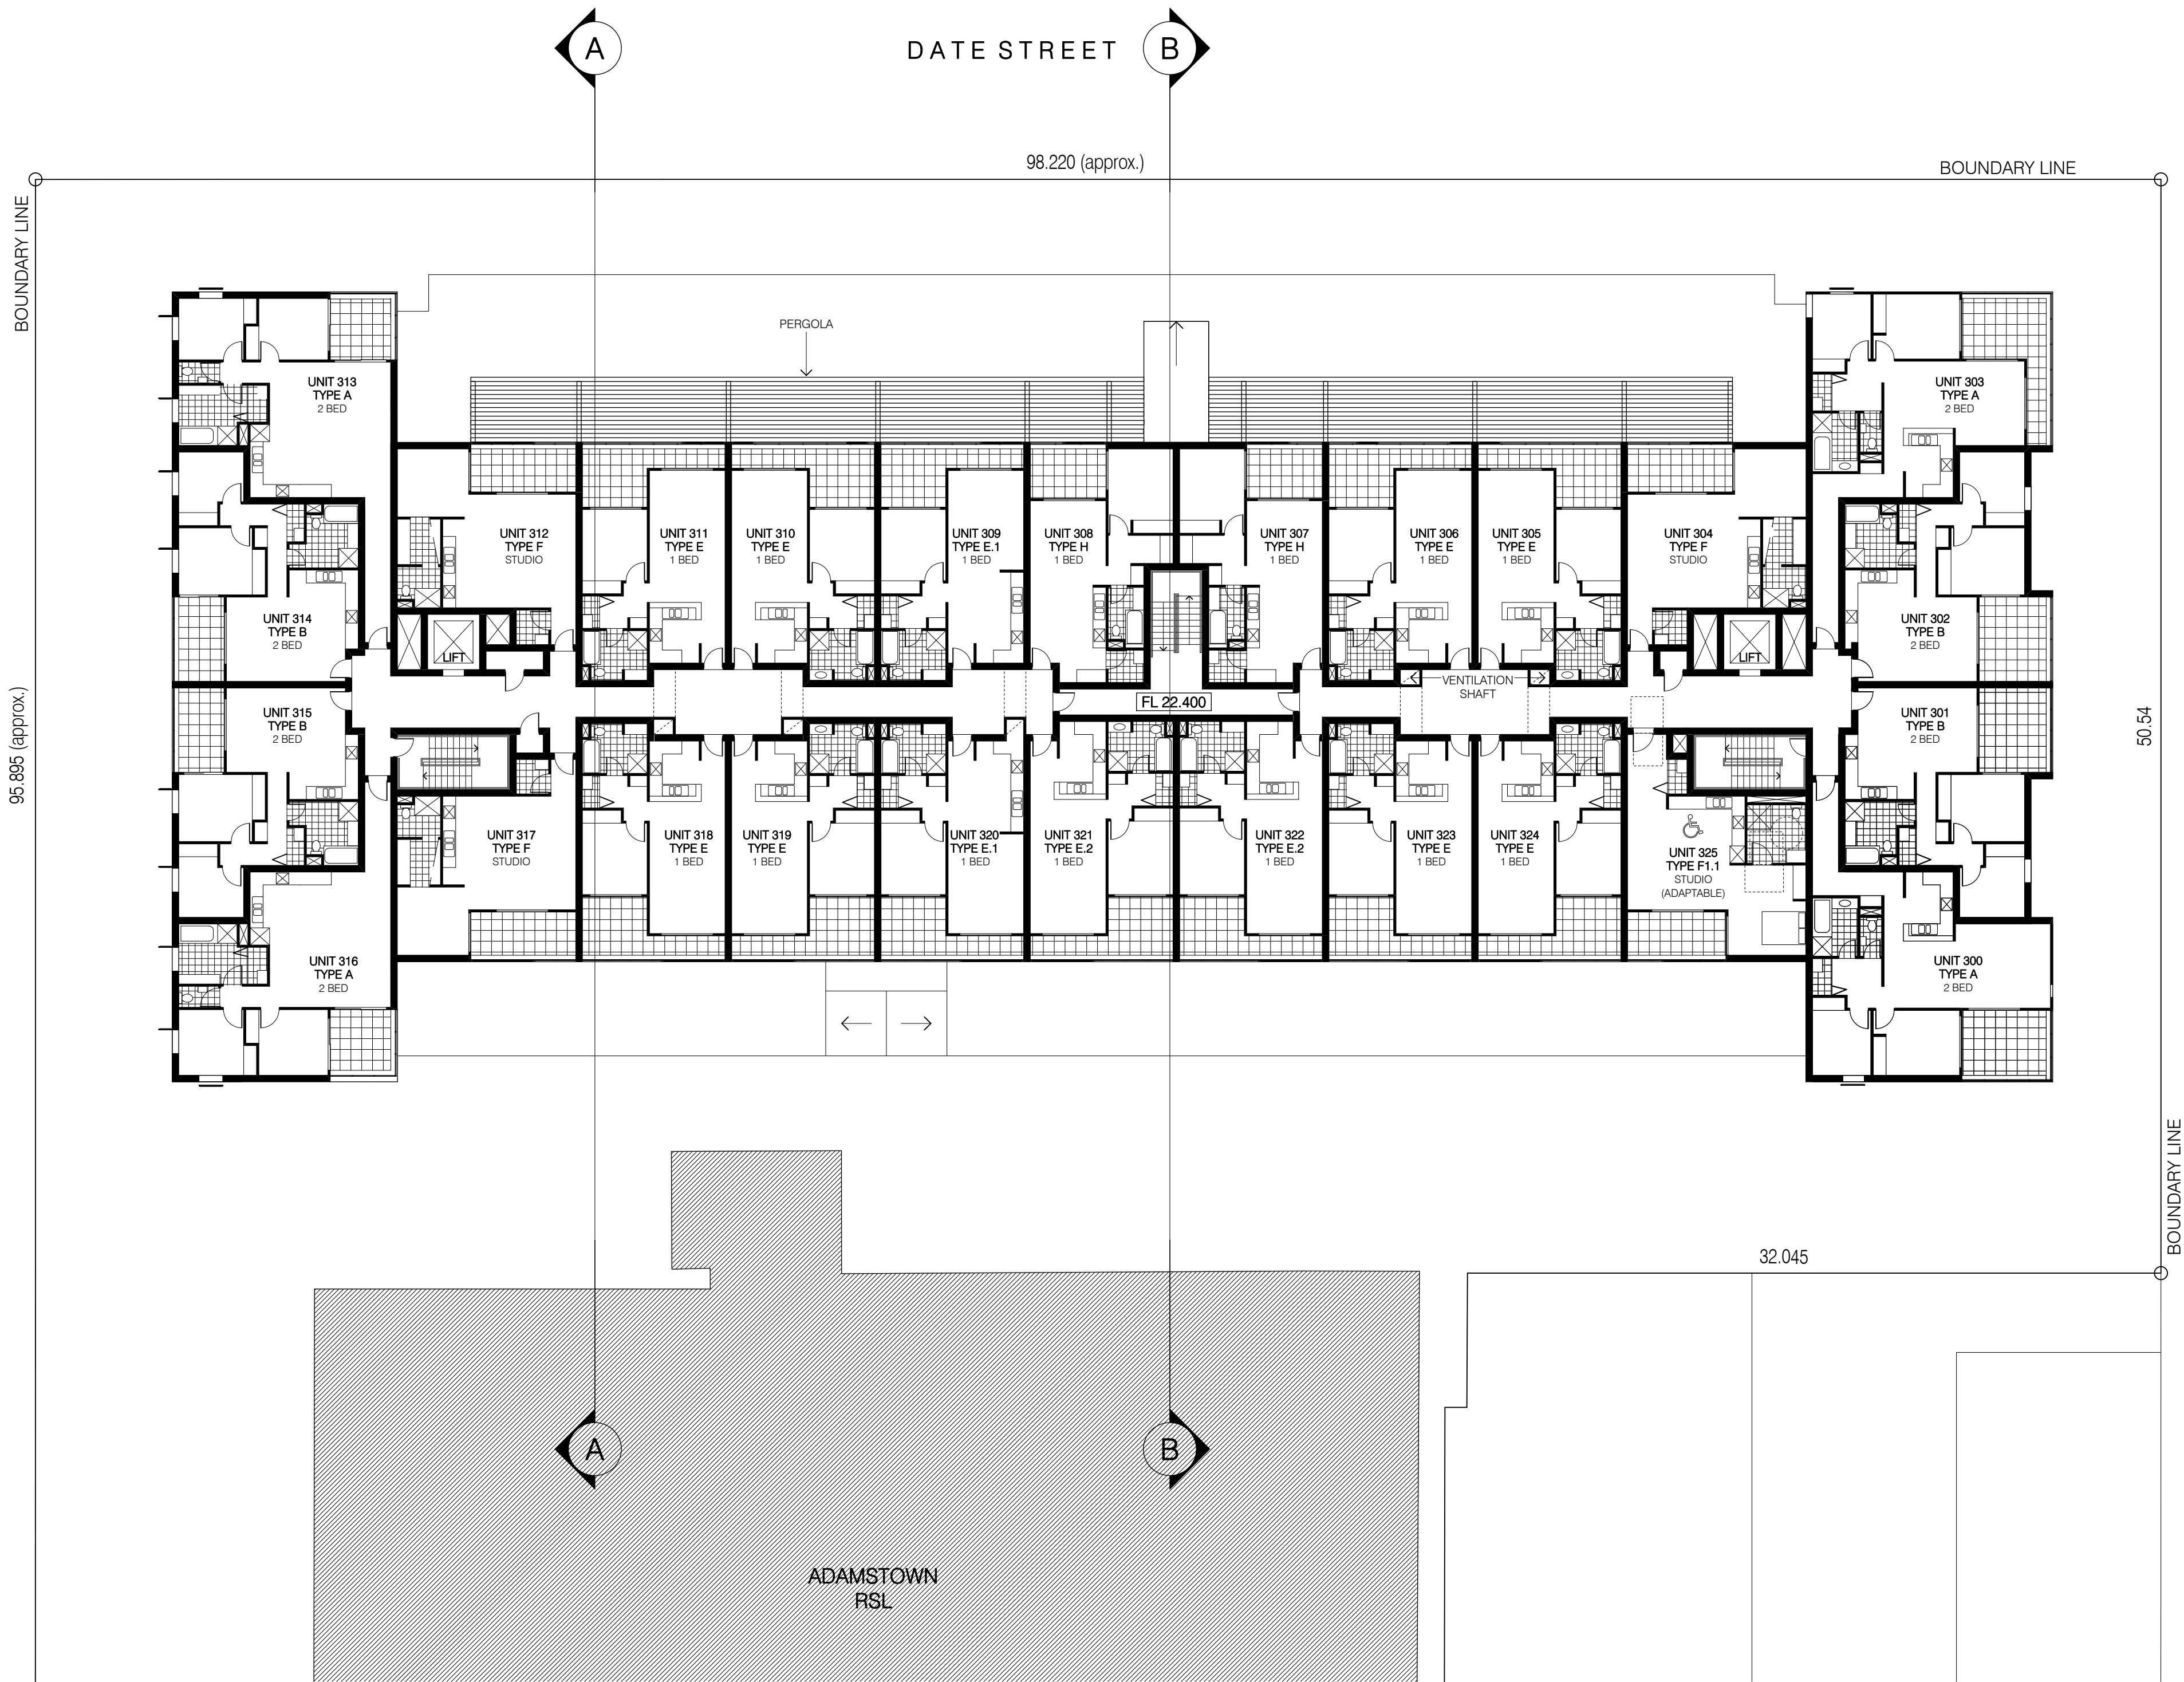 A
DATE STREET
B
98.220 (approx.)
BOUNDARY LINE
BOUNDARY LINE
PERGOLA
UNIT 313
TYPE A
2 BED
UNIT 303
TYPE A
2 BED
UNIT 312
TYPE F
STUDIO
UNIT 311
TYPE E
1 BED
UNIT 310
TYPE E
1 BED
UNIT 309
TYPE E.1
1 BED
UNIT 308
TYPE H
1 BED
UNIT 307
TYPE H
1 BED
UNIT 306
TYPE E
1 BED
UNIT 305
TYPE E
1 BED
UNIT 304
TYPE F
STUDIO
UNIT 314
TYPE B
2 BED
LIFT
LIFT
UNIT 302
TYPE B
2 BED
VENTILATION
SHAFT
FL 22.400
UNIT 315
TYPE B
2 BED
UNIT 301
TYPE B
2 BED
95.895 (approx.)
50.54
UNIT 317
TYPE F
STUDIO
UNIT 318
TYPE E
1 BED
UNIT 319
TYPE E
1 BED
UNIT 320
TYPE E.1
1 BED
UNIT 321
TYPE E.2
1 BED
UNIT 322
TYPE E.2
1 BED
UNIT 323
TYPE E
1 BED
UNIT 324
TYPE E
1 BED
UNIT 325
TYPE F1.1
STUDIO
(ADAPTABLE)
UNIT 316
TYPE A
2 BED
UNIT 300
TYPE A
2 BED
BOUNDARY LINE
32.045
A
B
ADAMSTOWN
RSL